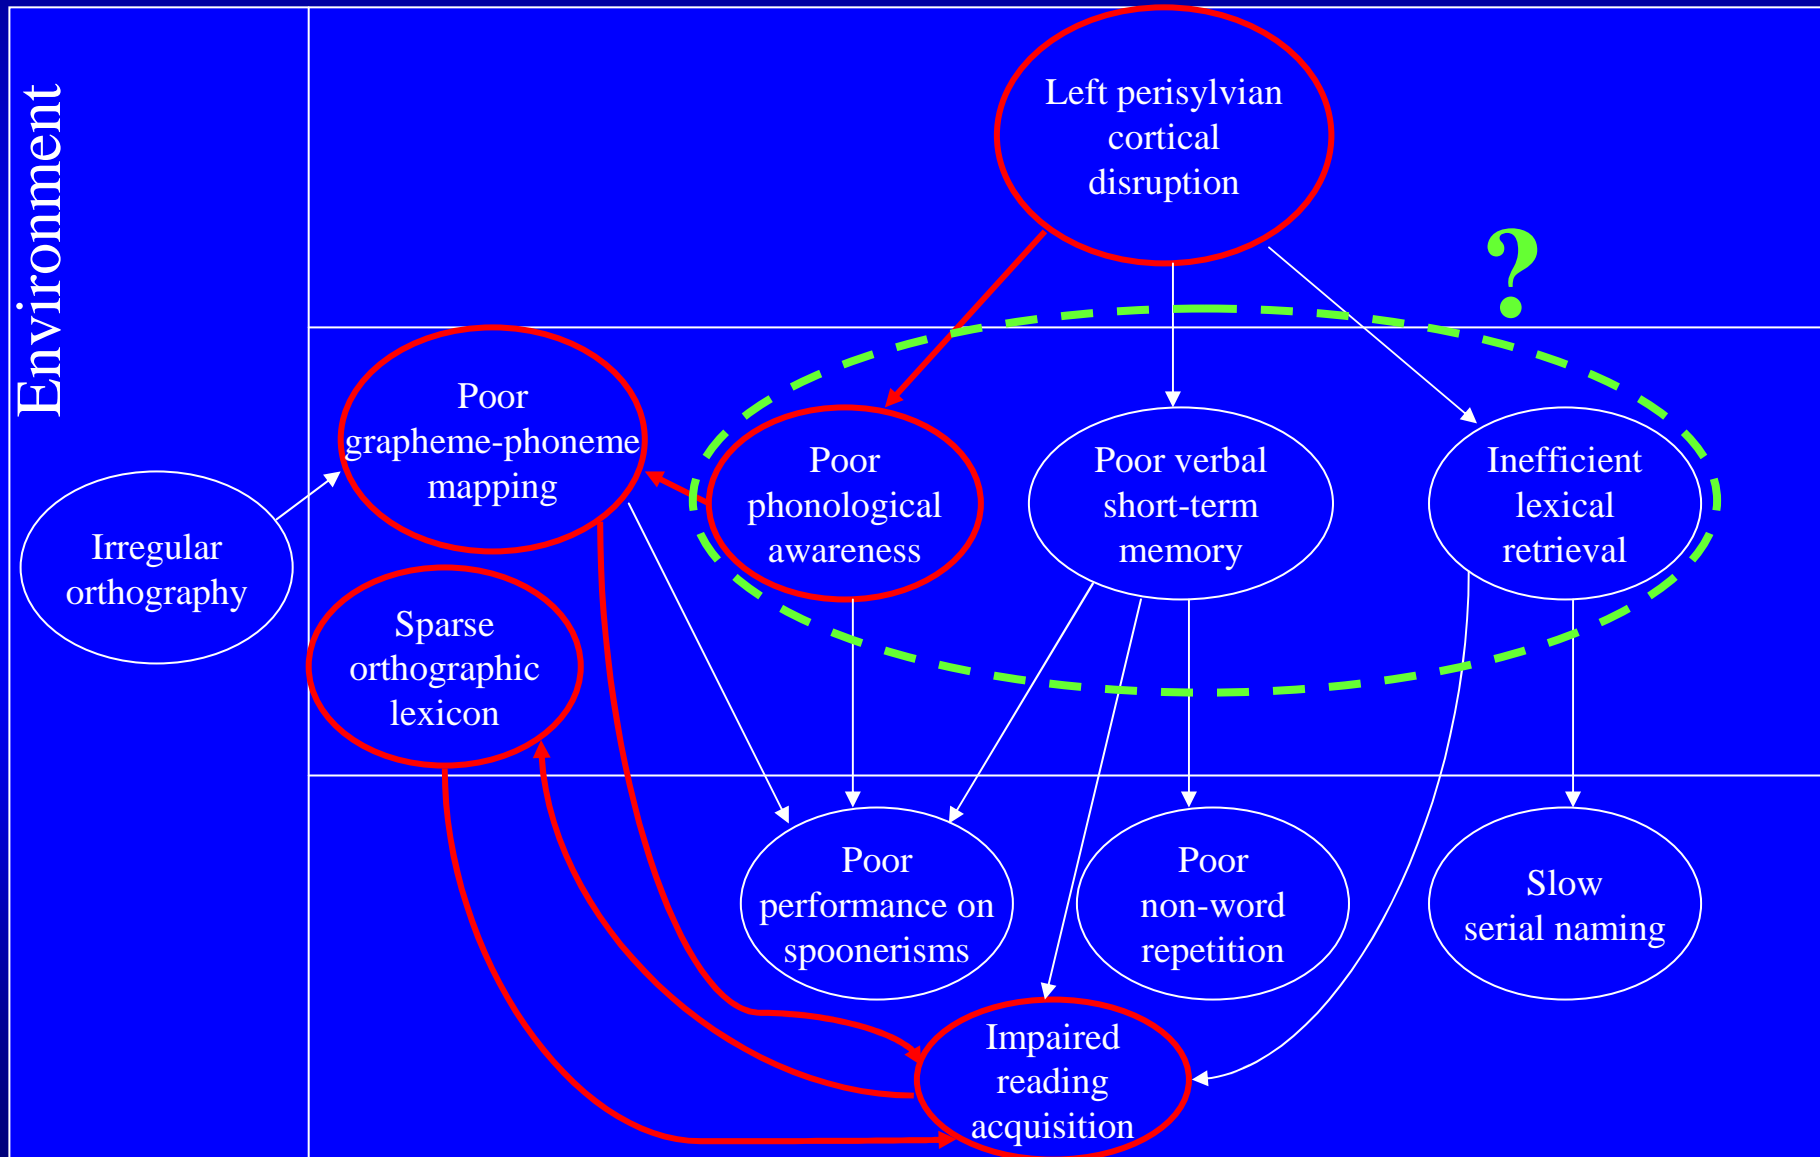 Environment
Left perisylvian
cortical
disruption
?
Poor
grapheme-phoneme
mapping
Poor
phonological
awareness
Poor verbal
short-term
memory
Inefficient
lexical
retrieval
Irregular
orthography
Sparse
orthographic
lexicon
Poor
performance on
spoonerisms
Poor
non-word
repetition
Slow
serial naming
Impaired
reading
acquisition